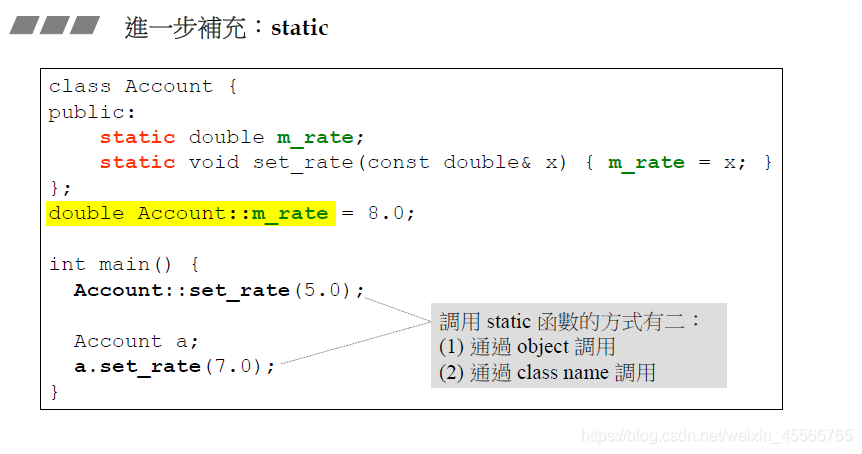 進一步補充：static
class Account {
public:
    static double m_rate;
    static void set_rate(const double& x) { m_rate = x; }
};
double Account::m_rate = 8.0;
int main() {
  Account::set_rate(5.0);
調用 static 函數的方式有二：
(1) 通過 object 調用
(2) 通過 class name 調用
  Account a;
  a.set_rate(7.0);
}
https://blog.csdn.net/weixin_45566765